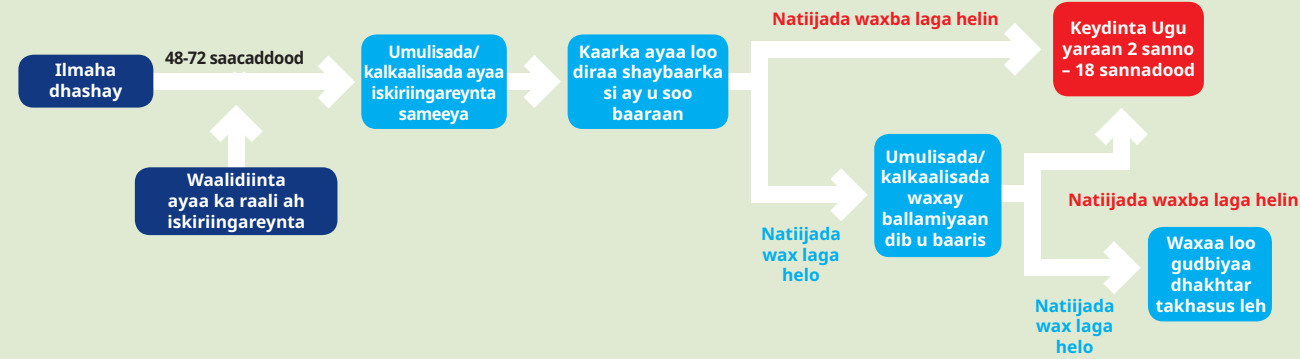 Ilmaha
dhashay
48-72 saacaddood
Waalidiinta
ayaa ka raali ah
iskiriingareynta
Umulisada/
kalkaalisada ayaa
iskiriingareynta
sameeya
Kaarka ayaa loo
diraa shaybaarka
si ay u soo
baaraan
Natiijada waxba laga helin
Keydinta Ugu
yaraan 2 sanno
– 18 sannadood
Natiijada
wax laga
helo
Umulisada/
kalkaalisada
waxay
ballamiyaan
dib u baaris
Natiijada waxba laga helin
Natiijada
wax laga
helo
Waxaa loo
gudbiyaa
dhakhtar
takhasus leh